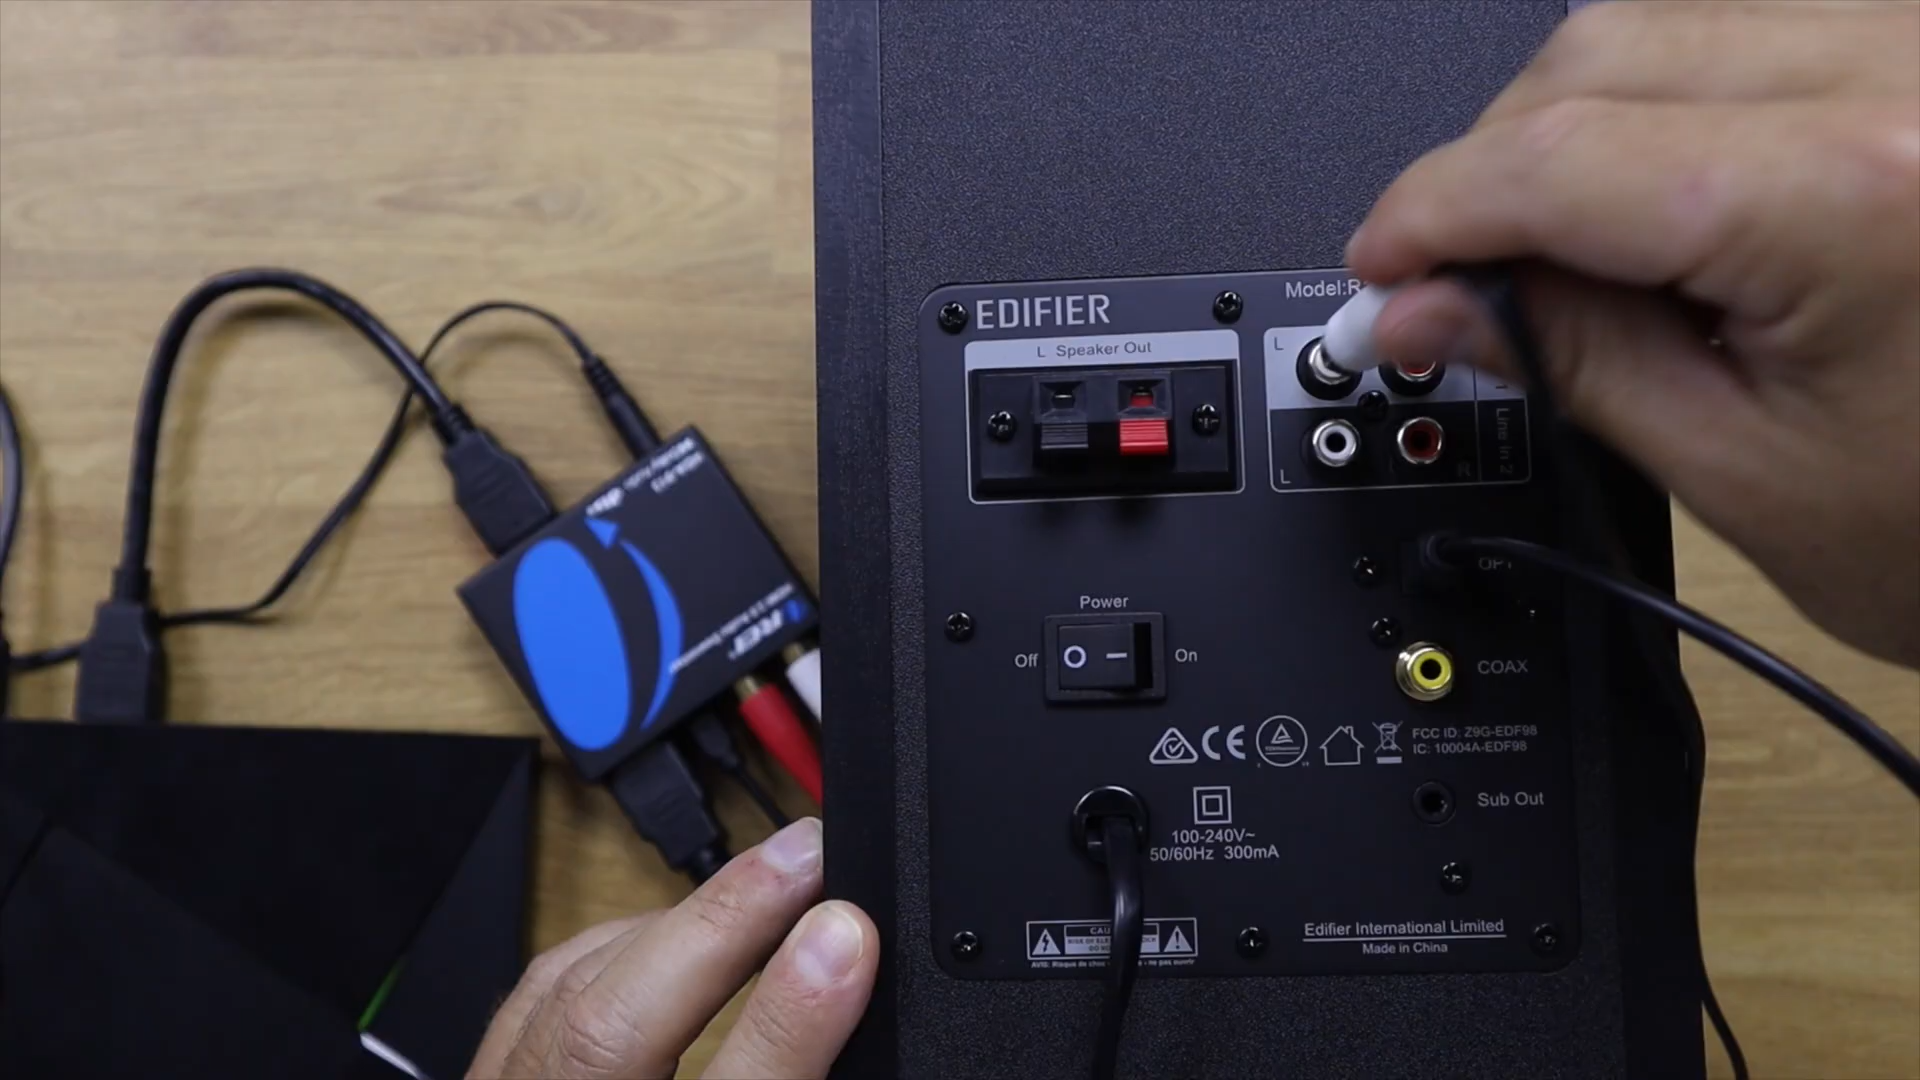 EDIFIER
Model:R
L Speaker Out
L
1
L
R
Line in 2
OPT
Power
Off
On
COAX
FCC ID: Z9G-EDF98
IC: 10004A-EDF98
100-240V~
50/60Hz 300mA
Sub Out
Edifier International Limited
Made in China